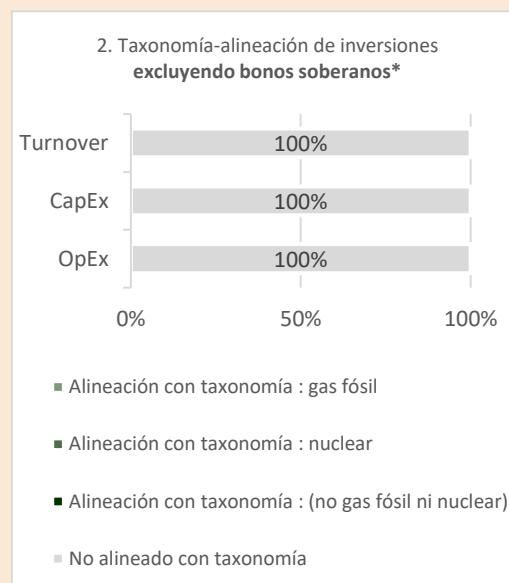 2. Taxonomía-alineación de inversiones
excluyendo bonos soberanos*
Turnover 100%
CapEx 100%
OpEx 100%
0% 50% 100%
Alineación con taxonomía : gas fósil
Alineación con taxonomía : nuclear
Alineación con taxonomía : (no gas fósil ni nuclear)
No alineado con taxonomía